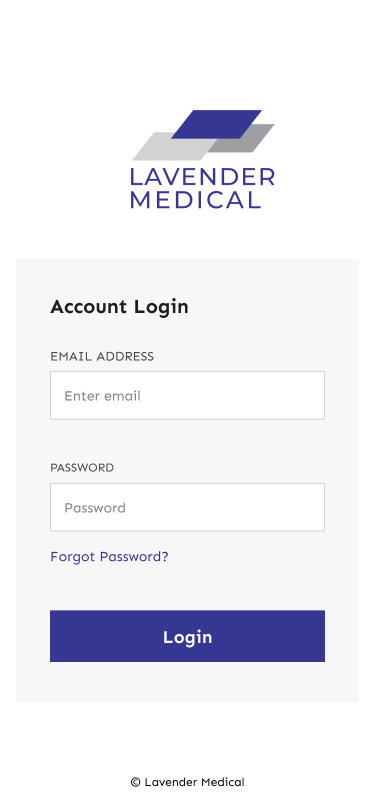 LAVENDER
MEDICAL
Account Login
EMAIL ADDRESS
Enter email
PASSWORD
Password
Forgot Password?
Login
© Lavender Medical